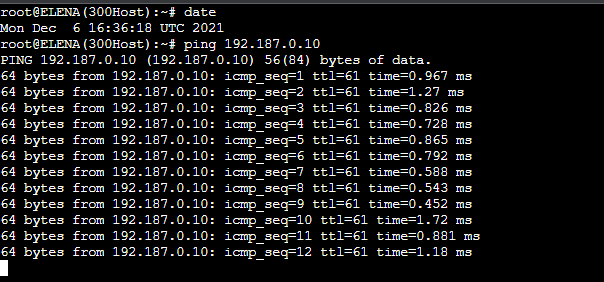 root@ELENA(300Host):~# date
Mon Dec  6 16:36:18 UTC 2021
root@ELENA(300Host):~# ping 192.187.0.10
PING 192.187.0.10 (192.187.0.10) 56(84) bytes of data.
64 bytes from 192.187.0.10: icmp_seq=1 ttl=61 time=0.967 ms
64 bytes from 192.187.0.10: icmp_seq=2 ttl=61 time=1.27 ms
64 bytes from 192.187.0.10: icmp_seq=3 ttl=61 time=0.826 ms
64 bytes from 192.187.0.10: icmp_seq=4 ttl=61 time=0.728 ms
64 bytes from 192.187.0.10: icmp_seq=5 ttl=61 time=0.865 ms
64 bytes from 192.187.0.10: icmp_seq=6 ttl=61 time=0.792 ms
64 bytes from 192.187.0.10: icmp_seq=7 ttl=61 time=0.588 ms
64 bytes from 192.187.0.10: icmp_seq=8 ttl=61 time=0.543 ms
64 bytes from 192.187.0.10: icmp_seq=9 ttl=61 time=0.452 ms
64 bytes from 192.187.0.10: icmp_seq=10 ttl=61 time=1.72 ms
64 bytes from 192.187.0.10: icmp_seq=11 ttl=61 time=0.881 ms
64 bytes from 192.187.0.10: icmp_seq=12 ttl=61 time=1.18 ms